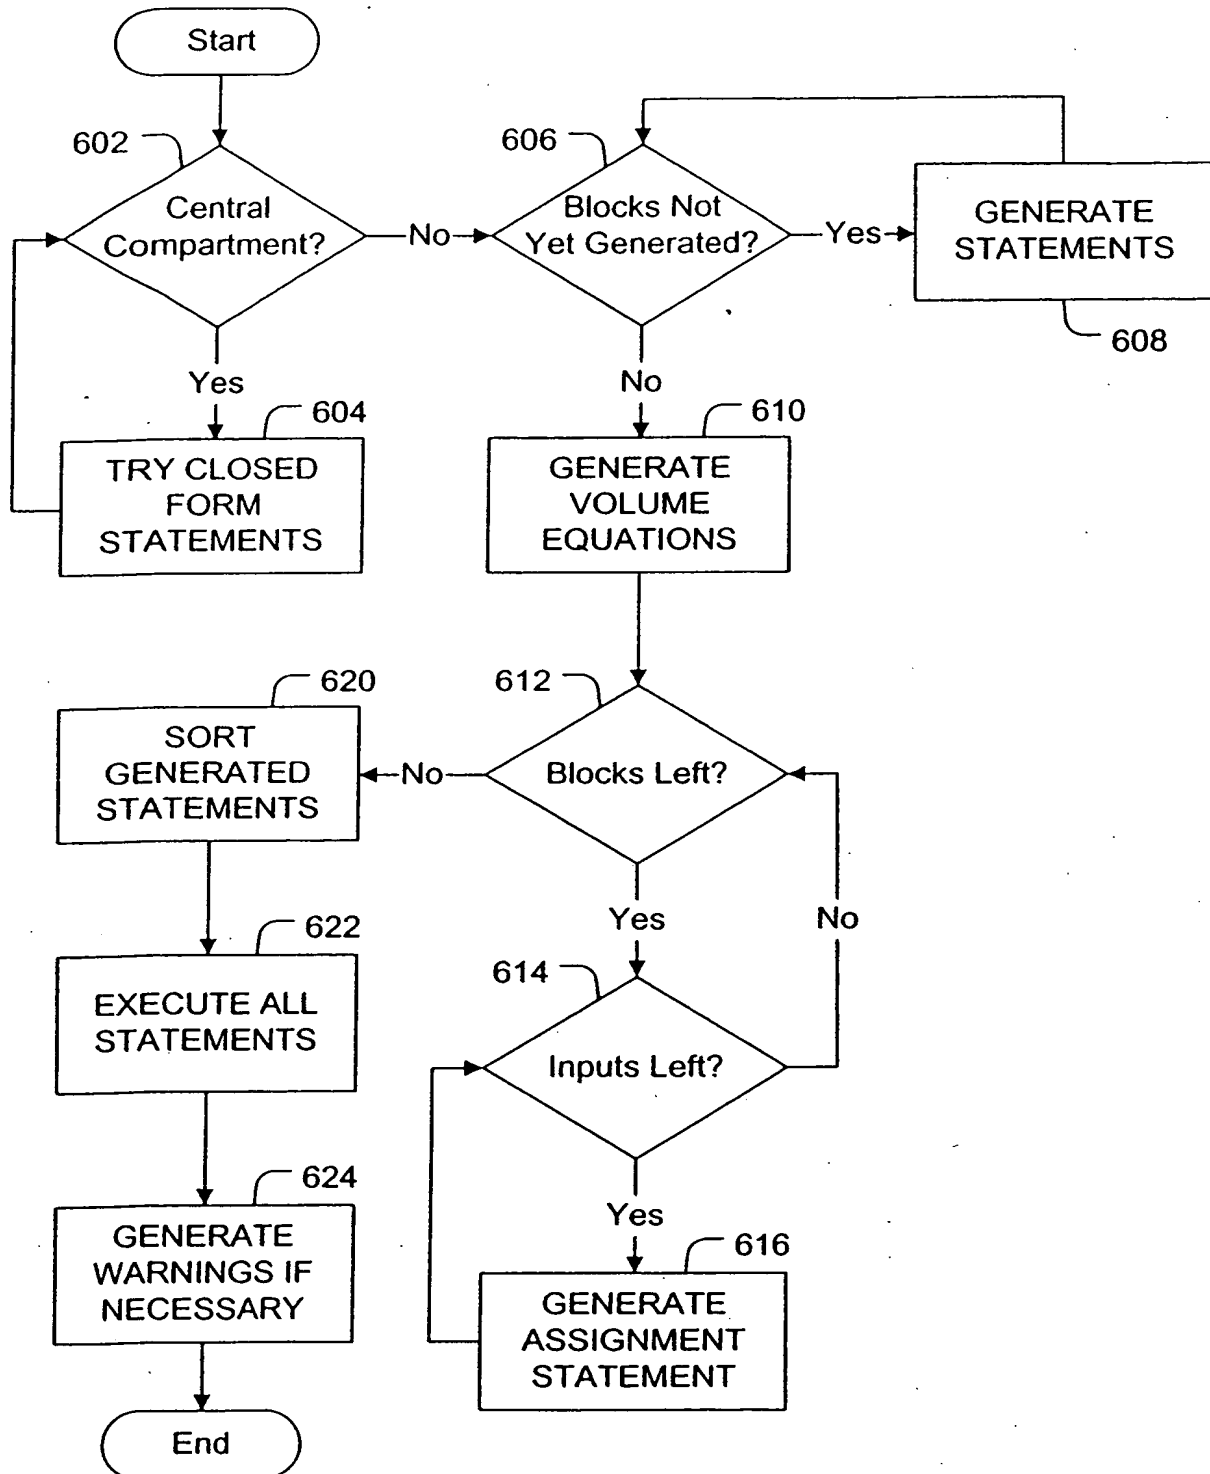 Start
602
Central
Compartment?
No
606
Blocks Not
Yet Generated?
Yes
GENERATE
STATEMENTS
608
Yes
604
TRY CLOSED
FORM
STATEMENTS
No
610
GENERATE
VOLUME
EQUATIONS
620
SORT
GENERATED
STATEMENTS
No
612
Blocks Left?
Yes
No
622
EXECUTE ALL
STATEMENTS
614
Inputs Left?
Yes
624
GENERATE
WARNINGS IF
NECESSARY
616
GENERATE
ASSIGNMENT
STATEMENT
End